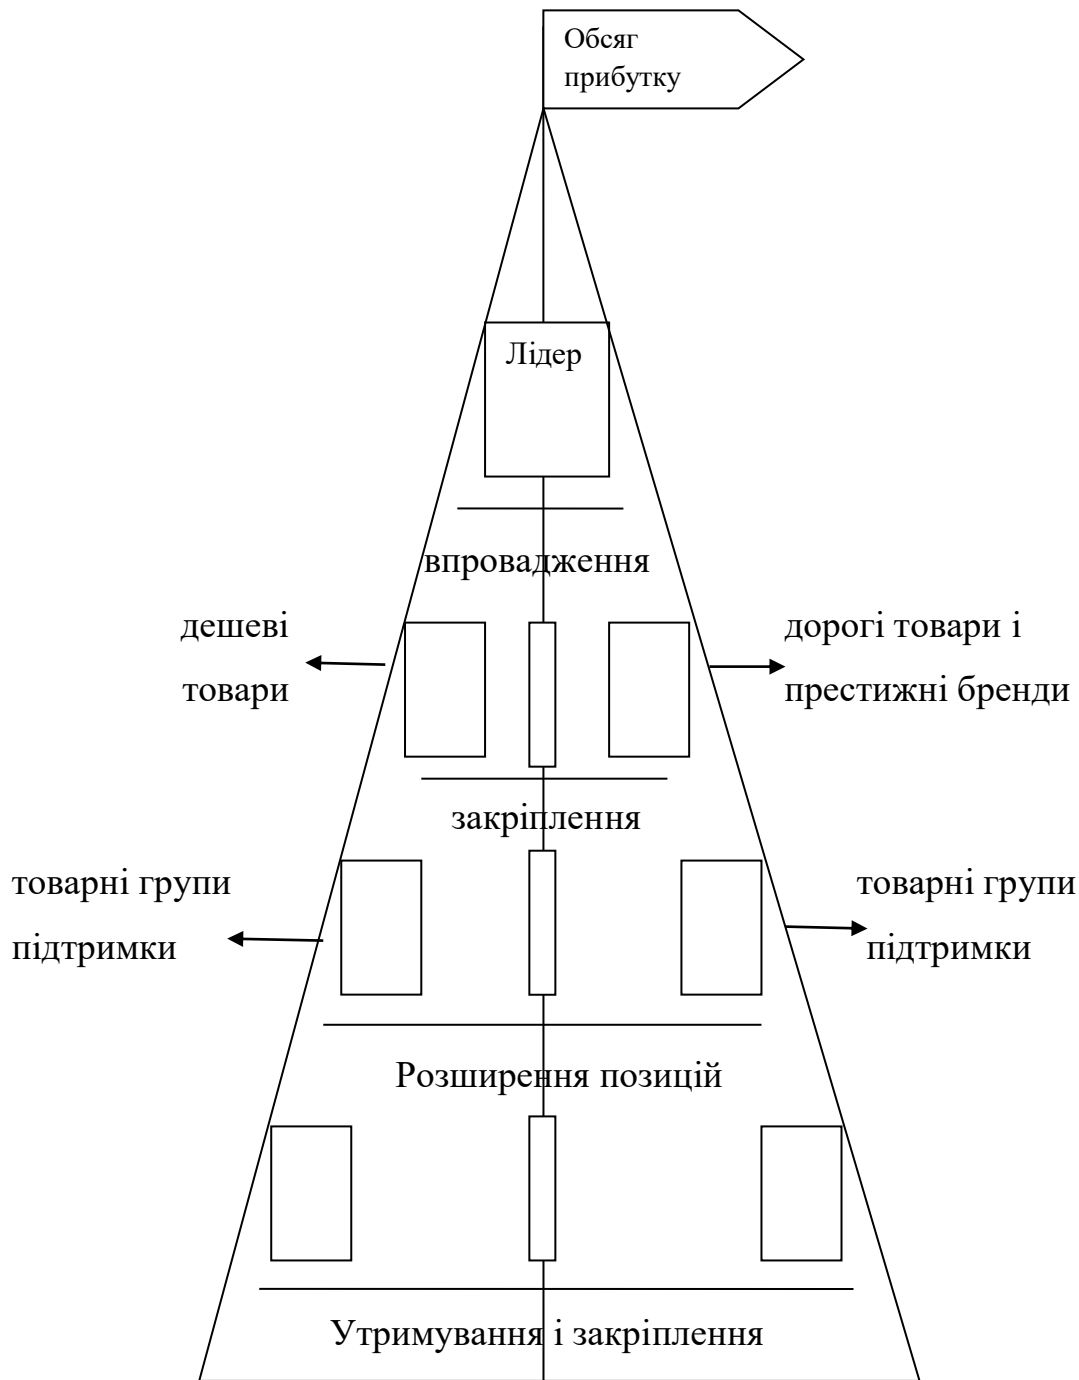 Обсяг
прибутку
Лідер
впровадження
дешеві
товари
дорогі товари і
престижні бренди
закріплення
товарні групи
підтримки
товарні групи
підтримки
Розширення позицій
Утримування і закріплення